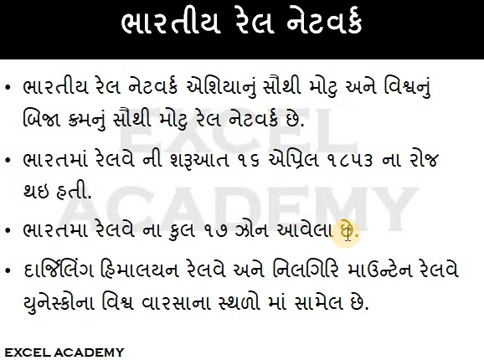 ભારતીય રેલ નેટવર્ક
• ભારતીય રેલ નેટવર્ક એશિયાનું સૌથી મોટુ અને વિશ્વનું
બિજા ક્રમનું સૌથી મોટુ રેલ નેટવર્ક છે.
• ભારતમાં રેલવે ની શરૂઆત ૧૬ એપ્રિલ ૧૮૫૩ ના રોજ
થઇ હતી.
• ભારતમા રેલવે ના કુલ ૧૭ ઝોન આવેલા છે.
• દાર્જિલિંગ હિમાલયન રેલવે અને નિલગિરિ માઉન્ટેન રેલવે
યુનેસ્કોના વિશ્વ વારસાના સ્થળો માં સામેલ છે.
EXCEL
ACADEMY
EXCEL ACADEMY